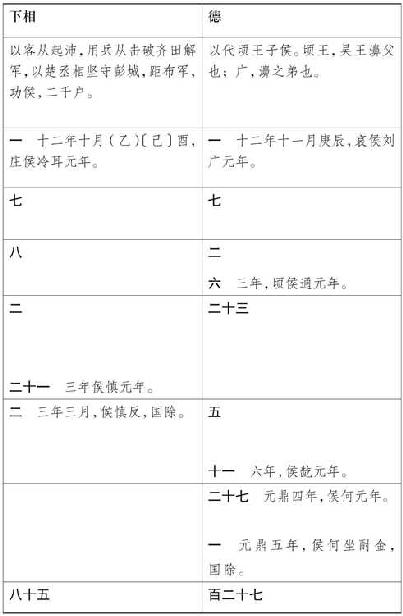 下相
德
以客从起沛，用兵从击破齐田解
军，以楚丞相坚守彭城，距布军，
功侯，二千户。
以代顷王子侯。顷王，吴王濞父
也；广，濞之弟也。
一　十二年十月（乙）〔己〕酉，
庄侯冷耳元年。
一　十二年十一月庚辰，哀侯刘
广元年。
七
七
八
二
六　三年，顷侯通元年。
二
二十一　三年侯慎元年。
二十三
二　三年三月，侯慎反，国除。
五
十一　六年，侯龁元年。
二十七　元鼎四年，侯何元年。
一　元鼎五年，侯何坐酎金，
国除。
八十五
百二十七